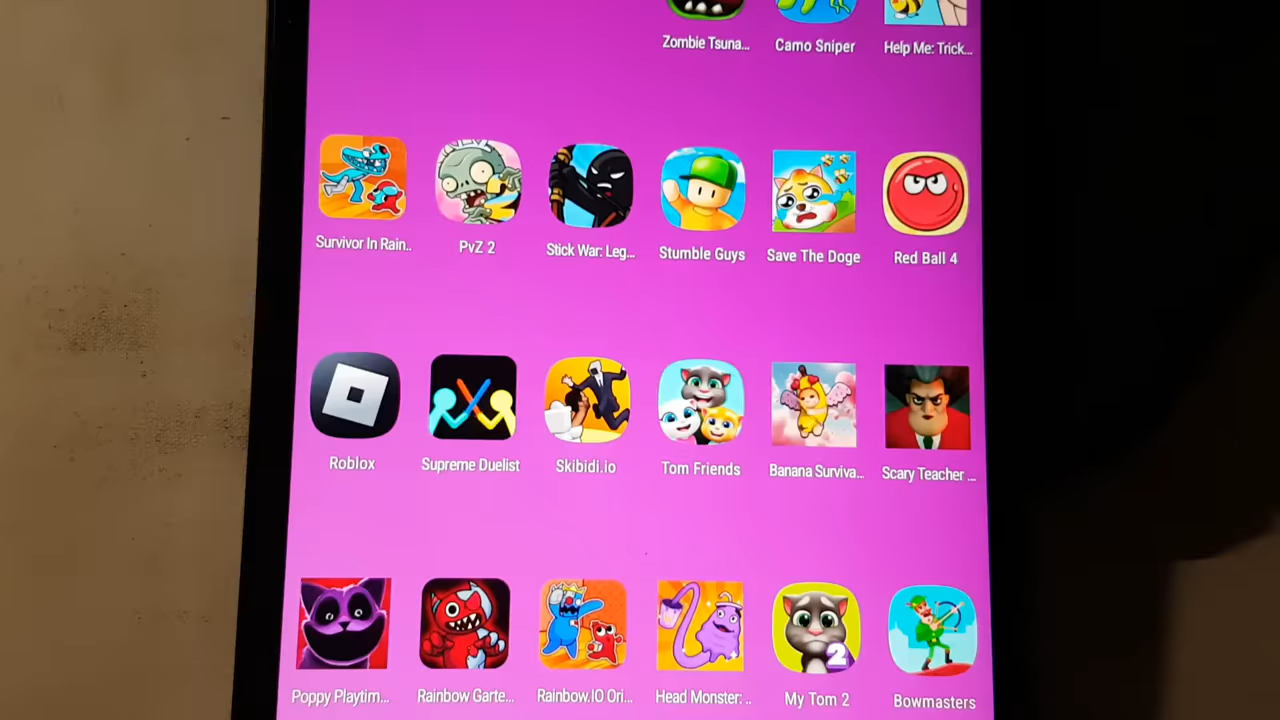 Zombie Tsuna...
Camo Sniper
Help Me: Trick...
Survivor In Rain..
PvZ 2
Stick War: Leg...
Stumble Guys
Save The Doge
Red Ball 4
Roblox
Supreme Duelist
Skibidi.io
Tom Friends
Banana Surviva...
Scary Teacher ...
2
Poppy Playtim...
Rainbow Garte...
Rainbow.IO Ori...
Head Monster: ..
My Tom 2
Bowmasters